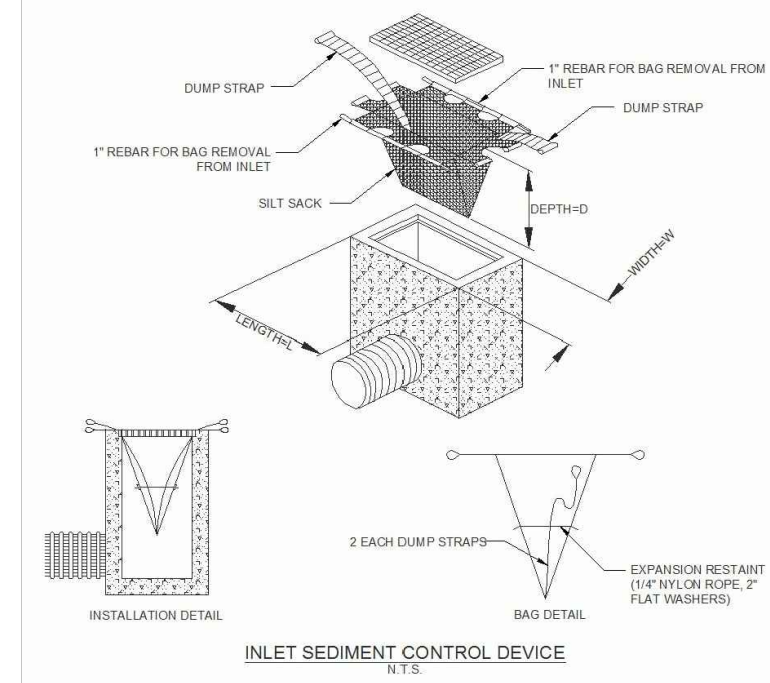 DUMP STRAP
1" REBAR FOR BAG REMOVAL FROM
INLET
DUMP STRAP
1" REBAR FOR BAG REMOVAL
FROM INLET
SILT SACK
DEPTH=D
WIDTH=W
LENGTH=L
2 EACH DUMP STRAPS
EXPANSION RESTAINT
(1/4" NYLON ROPE, 2"
FLAT WASHERS)
INSTALLATION DETAIL
BAG DETAIL
INLET SEDIMENT CONTROL DEVICE
N.T.S.